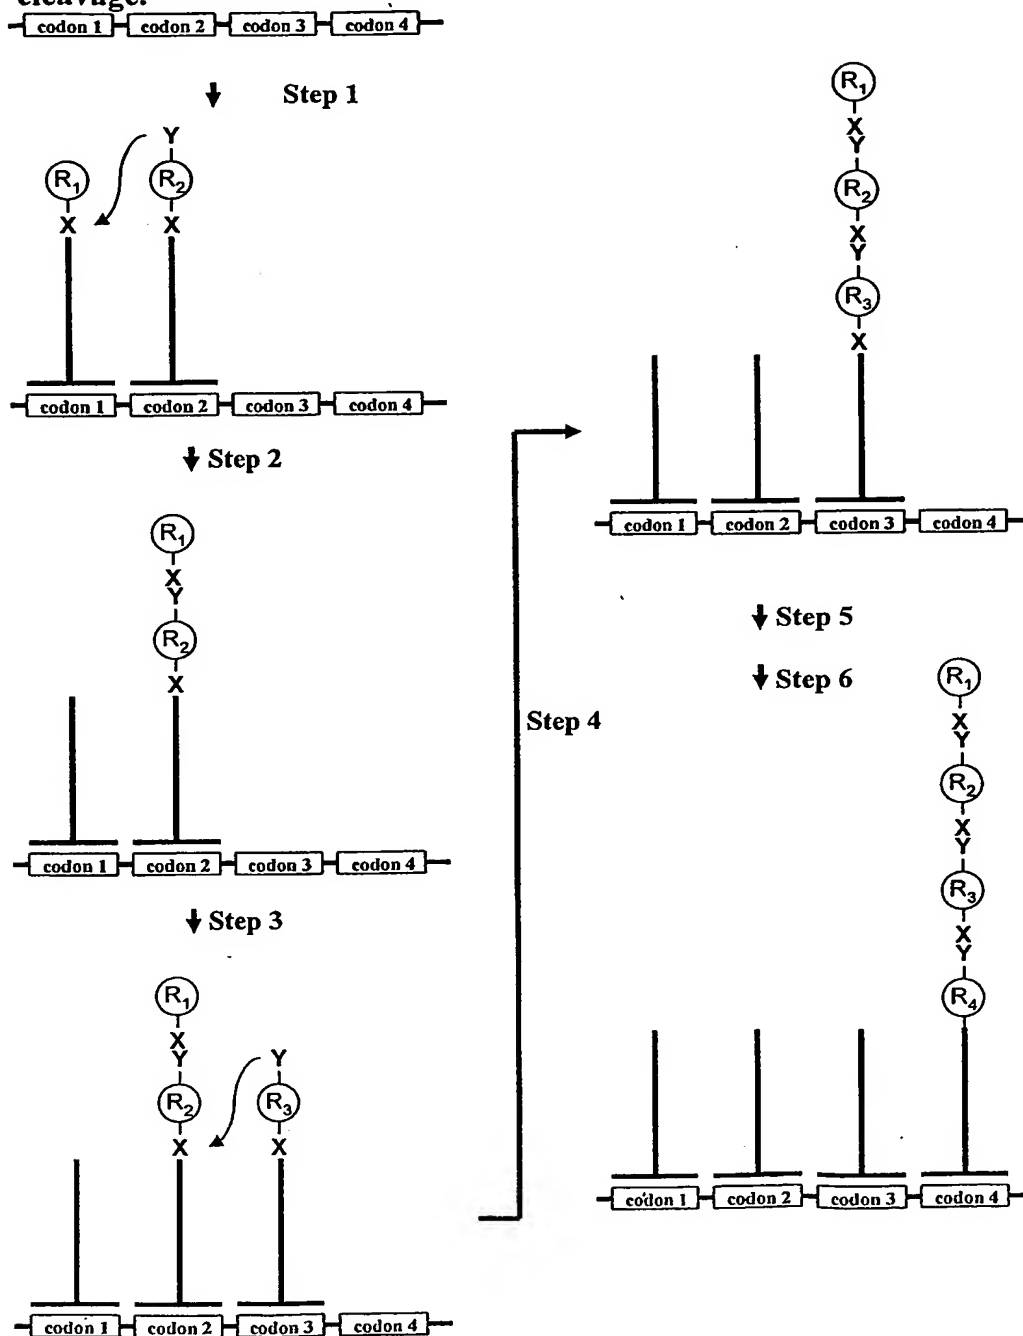 cleavage.
codon 1 codon 2 codon 3 codon 4
Step 1
Y
R1 R2
X X
codon 1 codon 2 codon 3 codon 4
Step 2
R1
X
Y
R2
X
codon 1 codon 2 codon 3 codon 4
Step 3
R1
X
Y Y
R2 R3
X X
codon 1 codon 2 codon 3 codon 4
Step 4
R1
X
Y
R2
X
Y
R3
X
codon 1 codon 2 codon 3 codon 4
Step 5
Step 6
R1
X
Y
R2
X
Y
R3
X
Y
R4
codon 1 codon 2 codon 3 codon 4